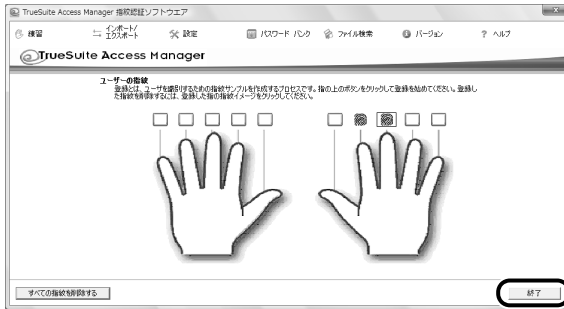 TrueSuite Access Manager 指紋認証ソフトウエア
練習 インポート/エクスポート 設定 パスワード バンク ファイル検索 バージョン ? ヘルプ
TrueSuite Access Manager
ユーザーの指紋
登録とは、ユーザを識別するための指紋サンプルを作成するプロセスです。指の上のボタンをクリックして登録を始めてください。登録し
た指紋を削除するには、登録した指の指紋イメージをクリックしてください。
すべての指紋を削除する 終了